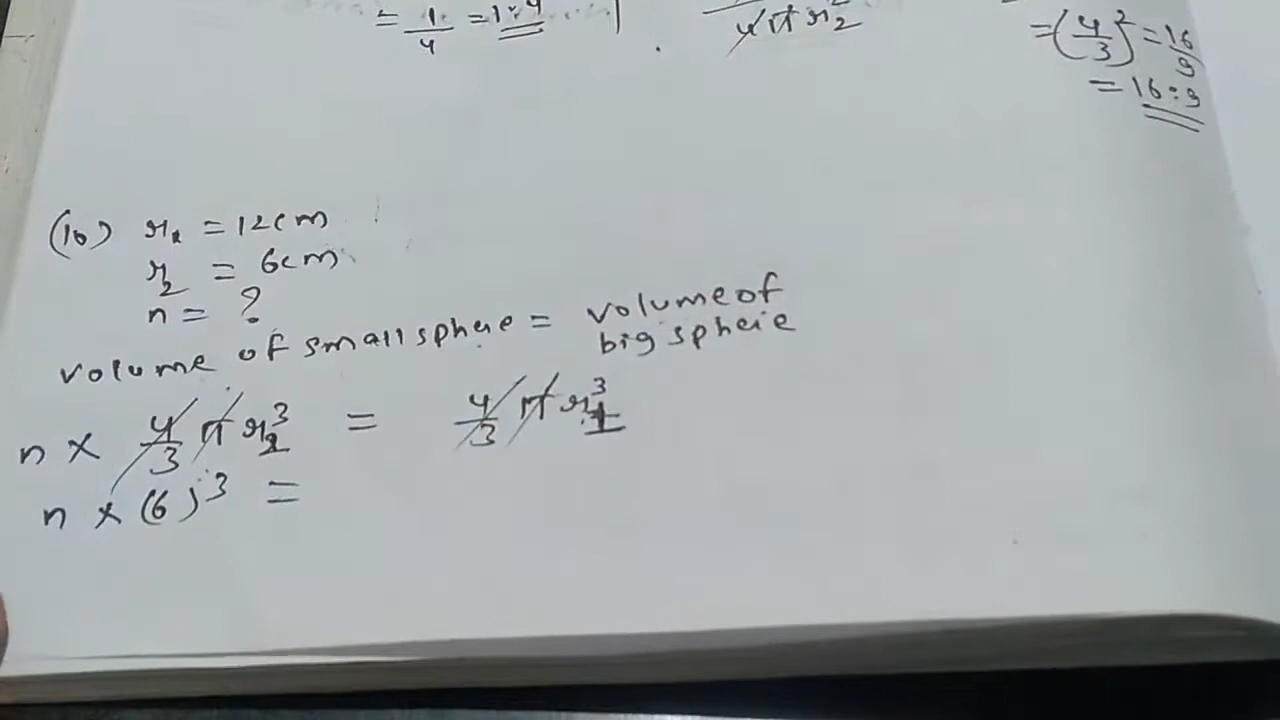 = 1/4 = 1:4
4πr₂²
= (4/3)² = 16/9
= 16:9
(10) r₁ = 12cm
r₂ = 6cm
n = ?
volume of small sphere = volume of
big sphere
n × 4/3 π r₂³ = 4/3 π r₁³
n × (6)³ =